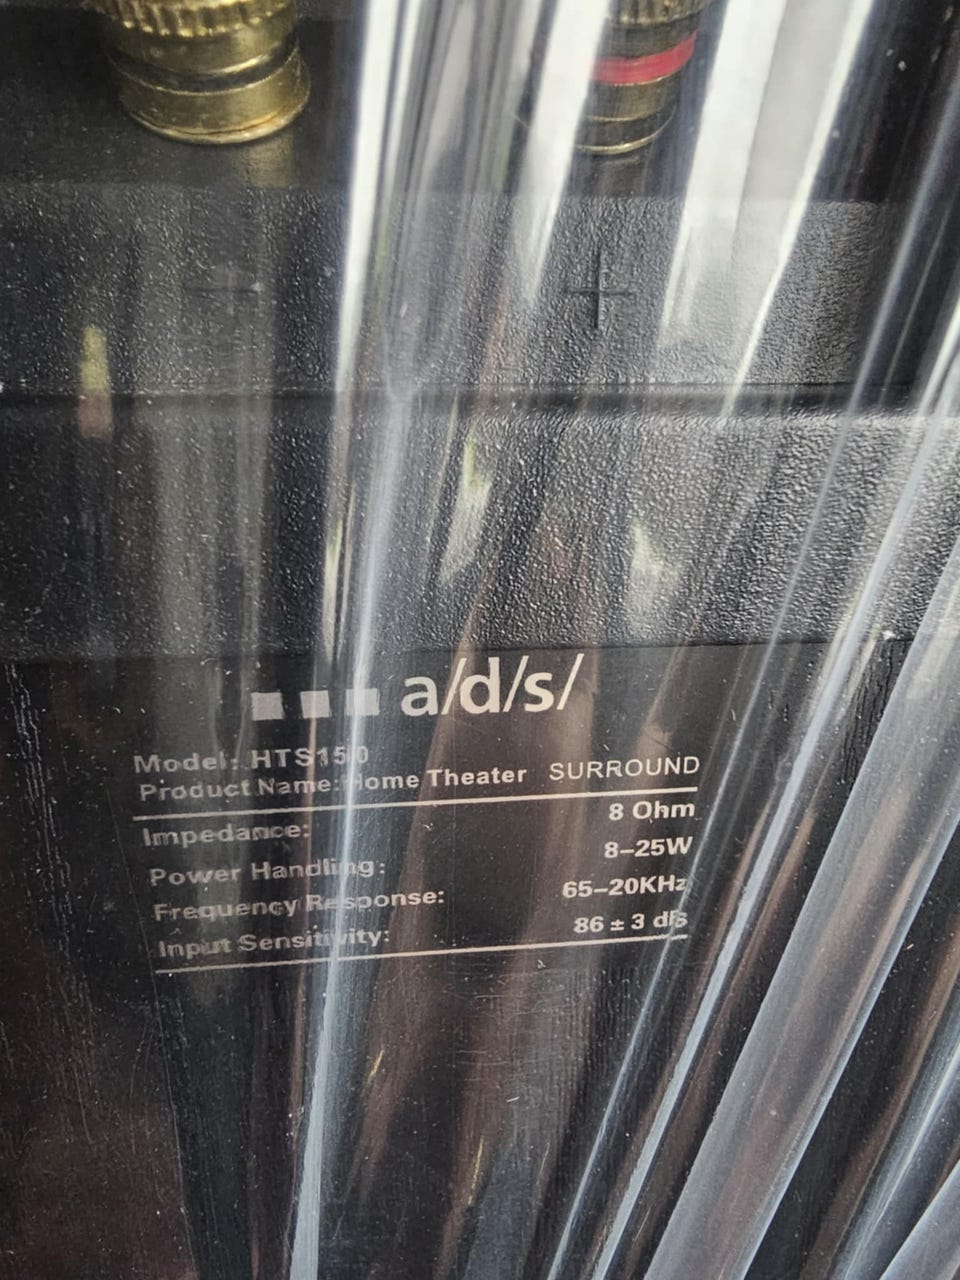 − +
a/d/s/
Model: HTS150
Product Name: Home Theater SURROUND
Impedance: 8 Ohm
Power Handling: 8–25W
Frequency Response: 65–20KHz
Input Sensitivity: 86 ± 3 dB